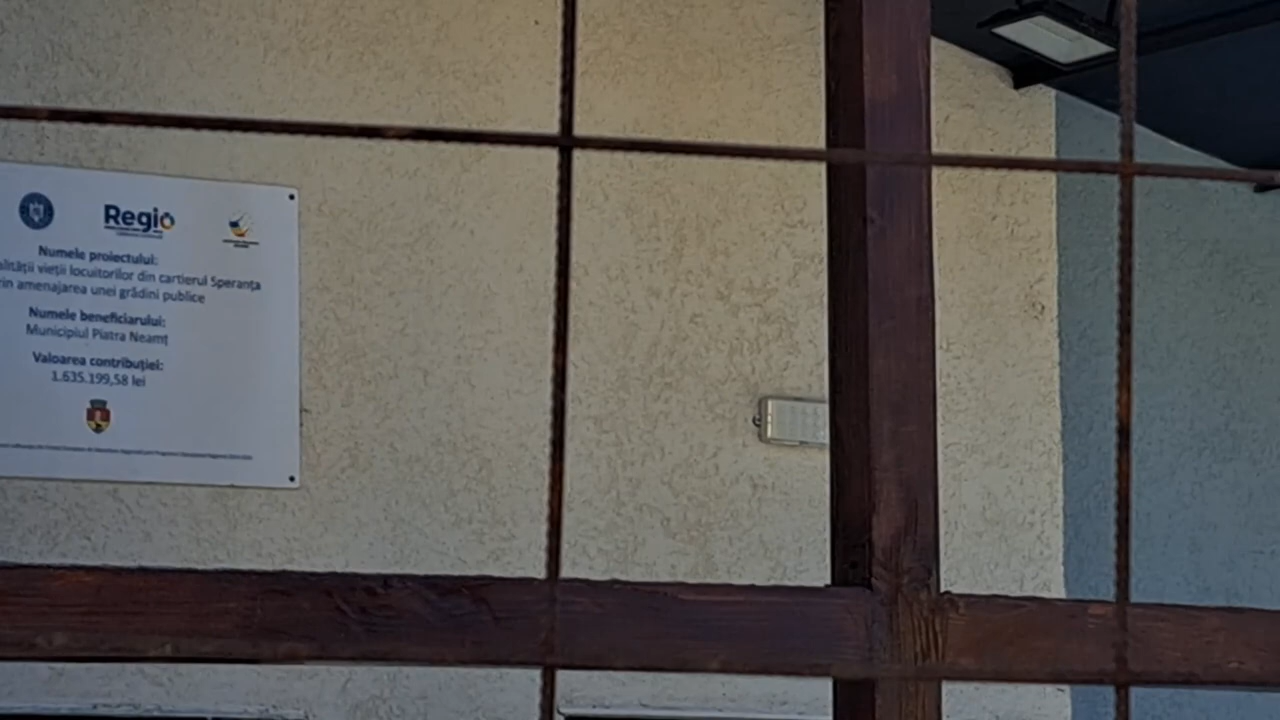 Regio
Numele proiectului:
alității vieții locuitorilor din cartierul Speranța
rin amenajarea unei grădini publice
Numele beneficiarului:
Municipiul Piatra Neamț
Valoarea contribuției:
1.635.199,58 lei